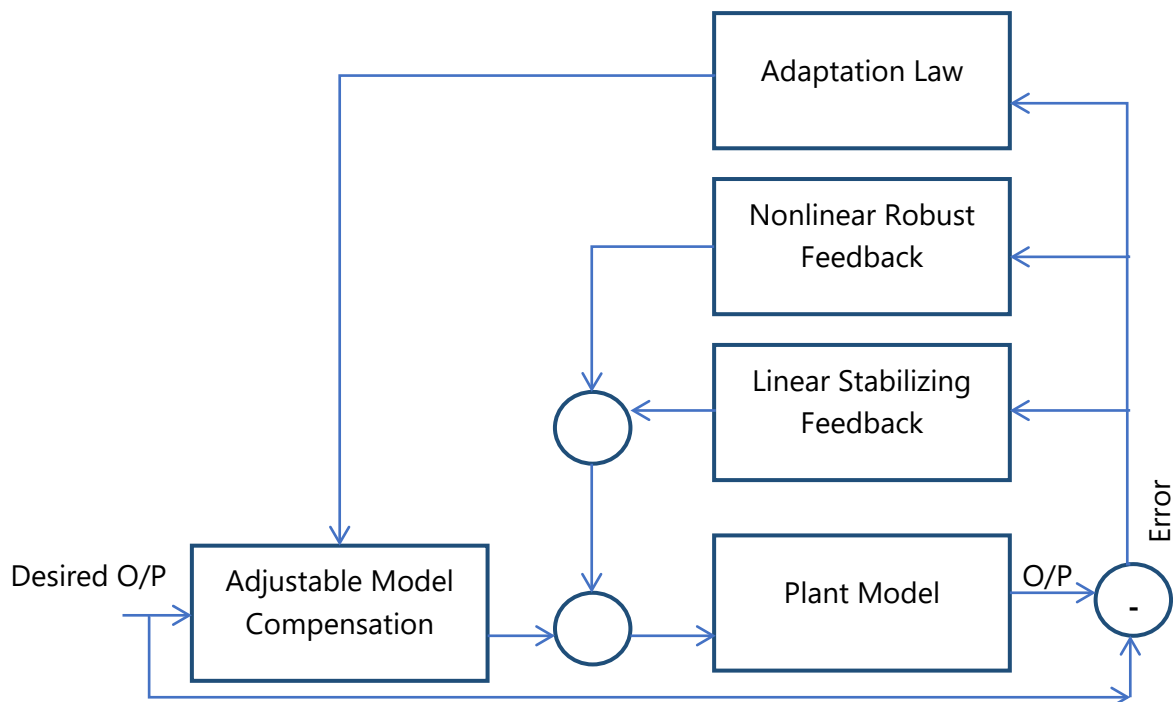 Adaptation Law
Nonlinear Robust
Feedback
Linear Stabilizing
Feedback
Error
Desired O/P
Adjustable Model
Compensation
Plant Model
O/P
-